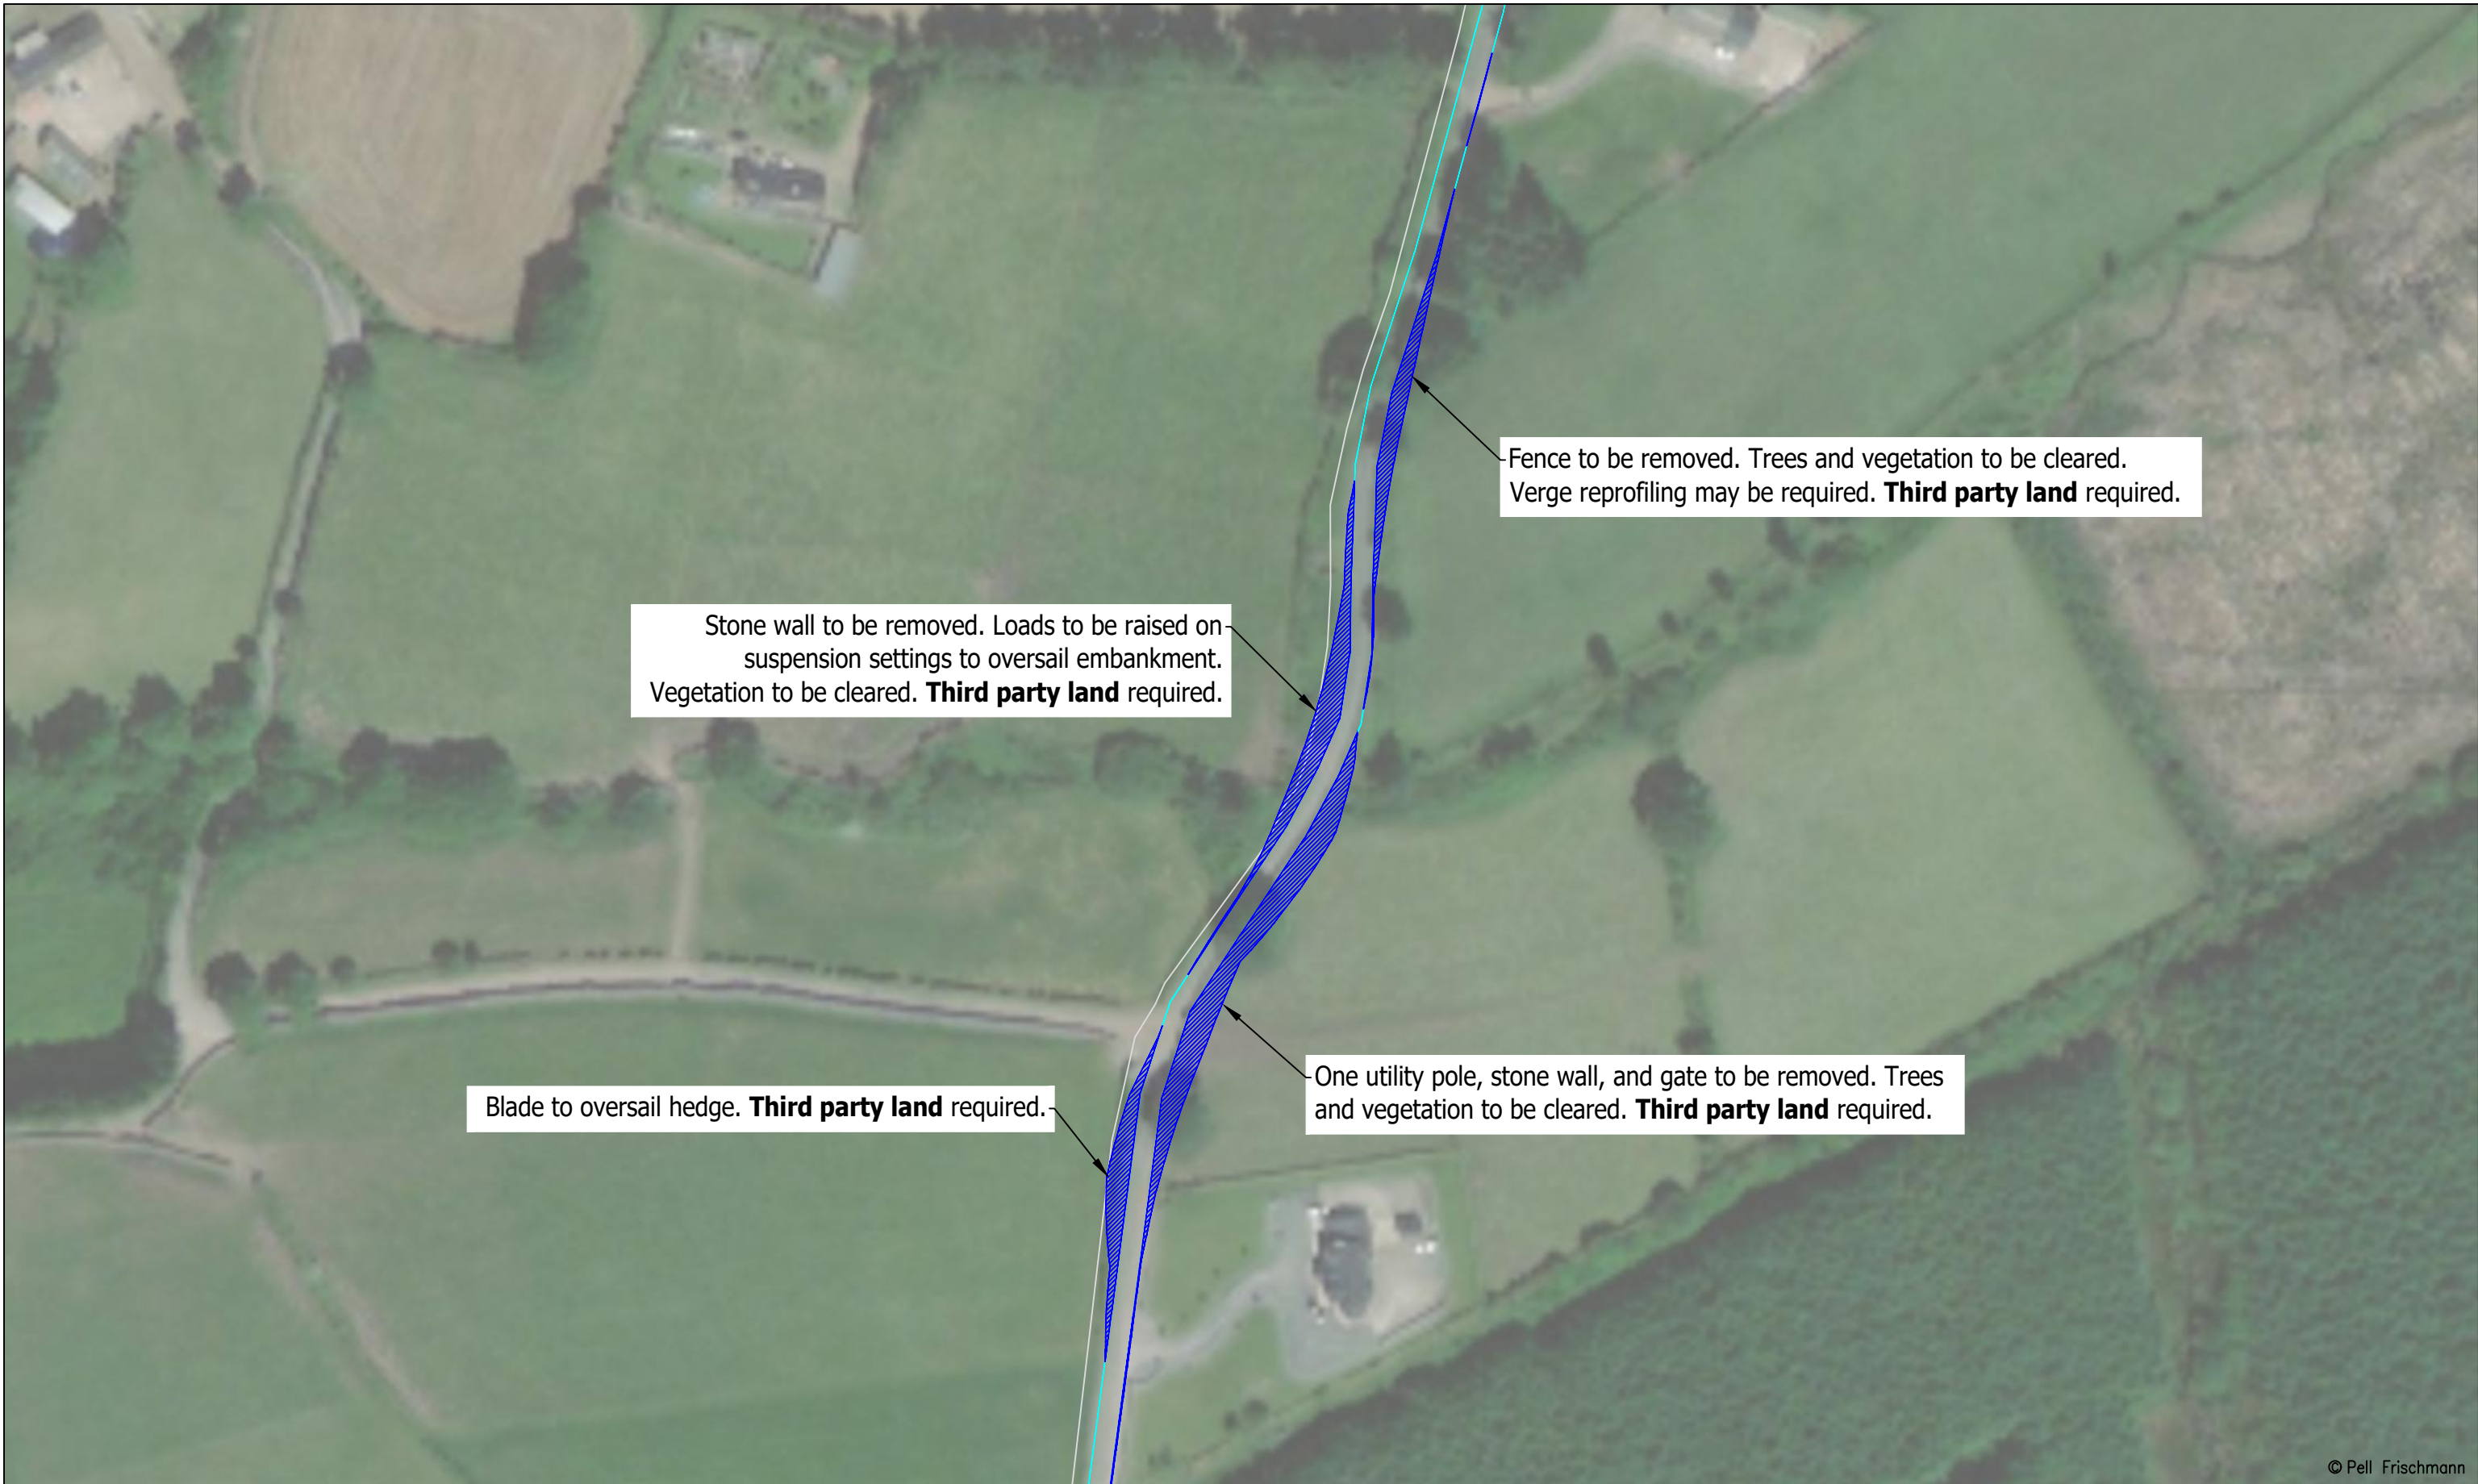 Fence to be removed. Trees and vegetation to be cleared.
Verge reprofiling may be required. Third party land required.
Stone wall to be removed. Loads to be raised on
suspension settings to oversail embankment.
Vegetation to be cleared. Third party land required.
One utility pole, stone wall, and gate to be removed. Trees
and vegetation to be cleared. Third party land required.
Blade to oversail hedge. Third party land required.
© Pell Frischmann